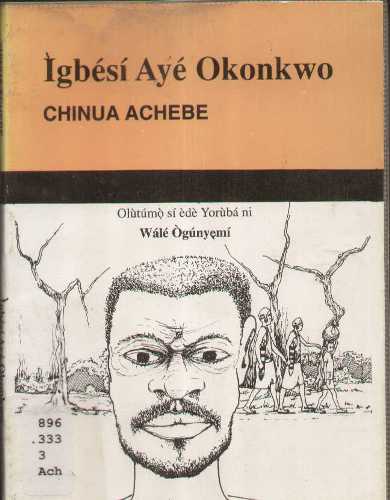 Ìgbésí Ayé Okonkwo
CHINUA ACHEBE
Olùtúmọ̀ sí èdè Yorùbá ni
Wálé Ògúnyẹmí
896
.333
3
Ach